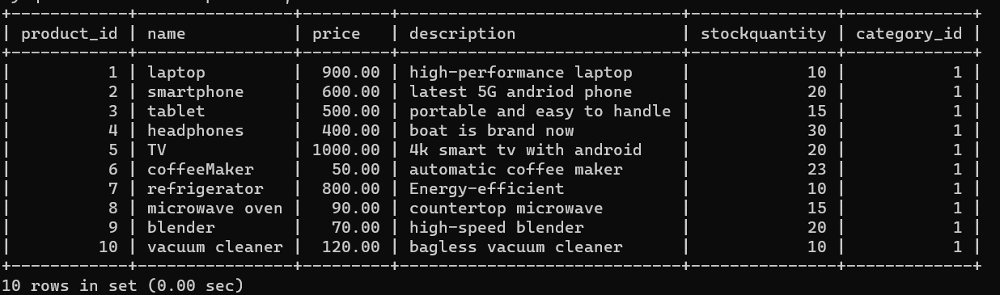 +------------+----------------+---------+-----------------------------+---------------+-------------+
| product_id | name           | price   | description                 | stockquantity | category_id |
+------------+----------------+---------+-----------------------------+---------------+-------------+
|          1 | laptop         |  900.00 | high-performance laptop     |            10 |           1 |
|          2 | smartphone     |  600.00 | latest 5G andriod phone     |            20 |           1 |
|          3 | tablet         |  500.00 | portable and easy to handle |            15 |           1 |
|          4 | headphones     |  400.00 | boat is brand now           |            30 |           1 |
|          5 | TV             | 1000.00 | 4k smart tv with android    |            20 |           1 |
|          6 | coffeeMaker    |   50.00 | automatic coffee maker      |            23 |           1 |
|          7 | refrigerator   |  800.00 | Energy-efficient            |            10 |           1 |
|          8 | microwave oven |   90.00 | countertop microwave        |            15 |           1 |
|          9 | blender        |   70.00 | high-speed blender          |            20 |           1 |
|         10 | vacuum cleaner |  120.00 | bagless vacuum cleaner      |            10 |           1 |
+------------+----------------+---------+-----------------------------+---------------+-------------+
10 rows in set (0.00 sec)